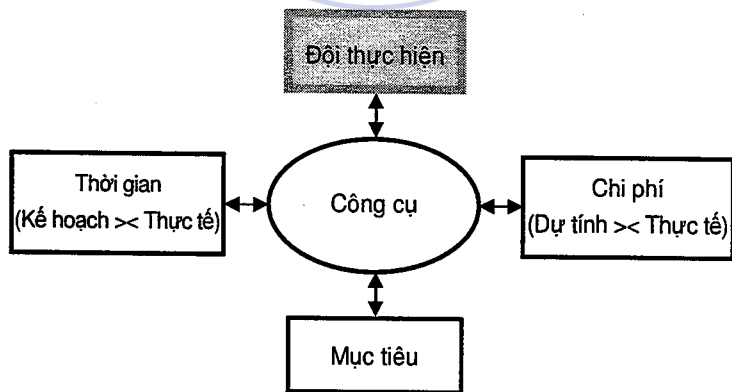 Đội thực hiện
Thời gian
(Kế hoạch >< Thực tế)
Công cụ
Chi phí
(Dự tính >< Thực tế)
Mục tiêu